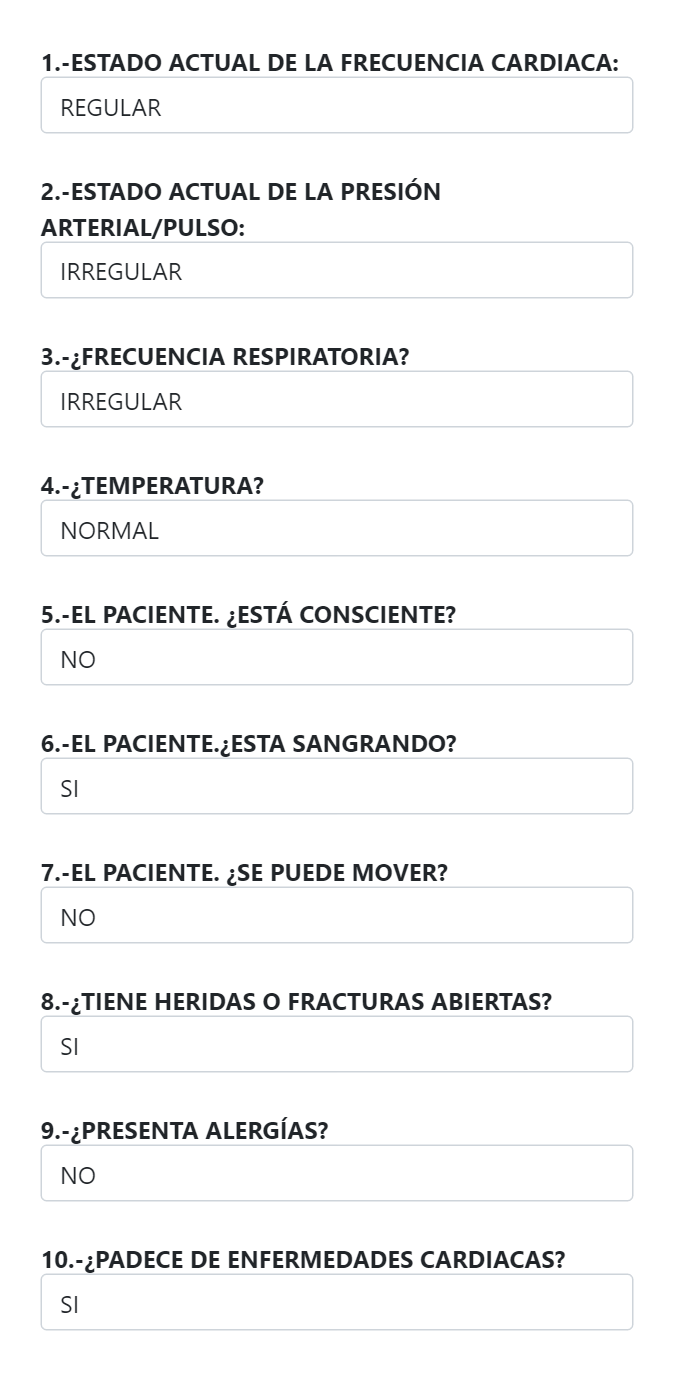 1.-ESTADO ACTUAL DE LA FRECUENCIA CARDIACA:
REGULAR
2.-ESTADO ACTUAL DE LA PRESIÓN
ARTERIAL/PULSO:
IRREGULAR
3.-¿FRECUENCIA RESPIRATORIA?
IRREGULAR
4.-¿TEMPERATURA?
NORMAL
5.-EL PACIENTE. ¿ESTÁ CONSCIENTE?
NO
6.-EL PACIENTE.¿ESTA SANGRANDO?
SI
7.-EL PACIENTE. ¿SE PUEDE MOVER?
NO
8.-¿TIENE HERIDAS O FRACTURAS ABIERTAS?
SI
9.-¿PRESENTA ALERGÍAS?
NO
10.-¿PADECE DE ENFERMEDADES CARDIACAS?
SI